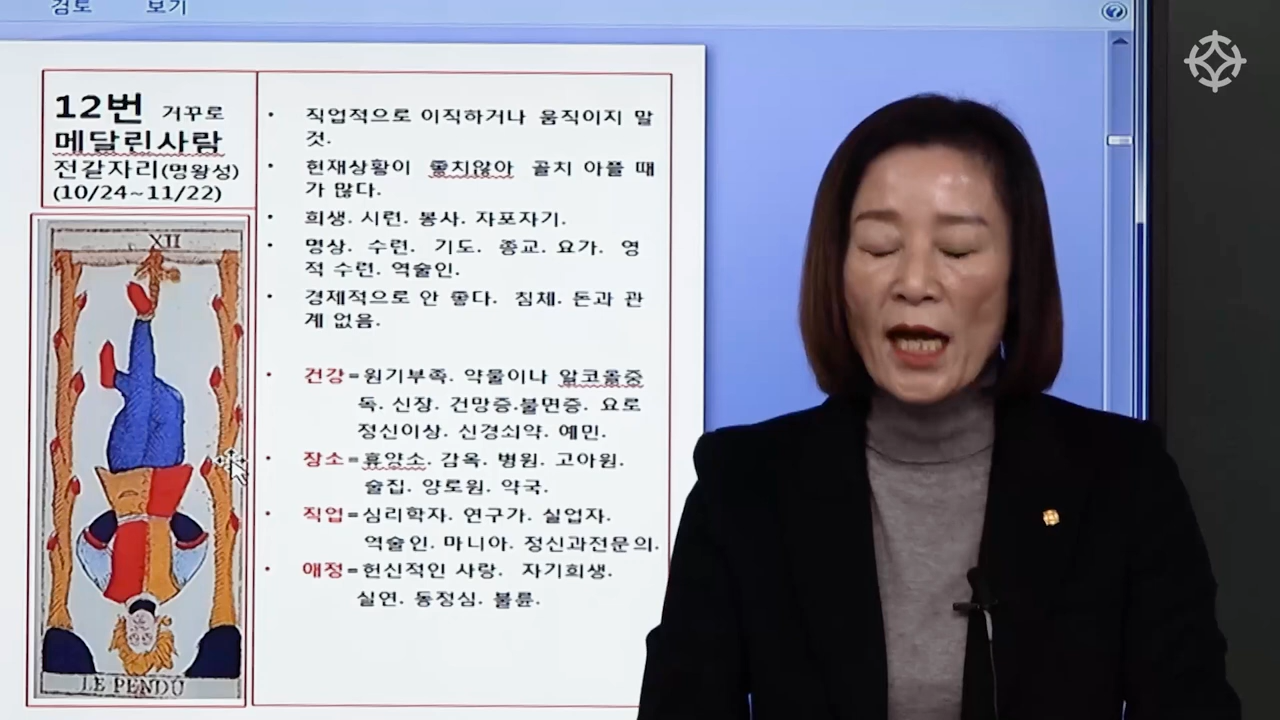 검토 보기
12번 거꾸로
메달린사람
전갈자리(명왕성)
(10/24~11/22)
XII
LE PENDU
• 직업적으로 이직하거나 움직이지 말
것.
• 현재상황이 좋치않아 골치 아플 때
가 많다.
• 희생. 시련. 봉사. 자포자기.
• 명상. 수련. 기도. 종교. 요가. 영
적 수련. 역술인.
• 경제적으로 안 좋다. 침체. 돈과 관
계 없음.
• 건강=원기부족. 약물이나 알코올중
독. 신장. 건망증.불면증. 요로
정신이상. 신경쇠약. 예민.
• 장소=휴양소. 감옥. 병원. 고아원.
술집. 양로원. 약국.
• 직업=심리학자. 연구가. 실업자.
역술인. 마니아. 정신과전문의.
• 애정=헌신적인 사랑. 자기희생.
실연. 동정심. 불륜.